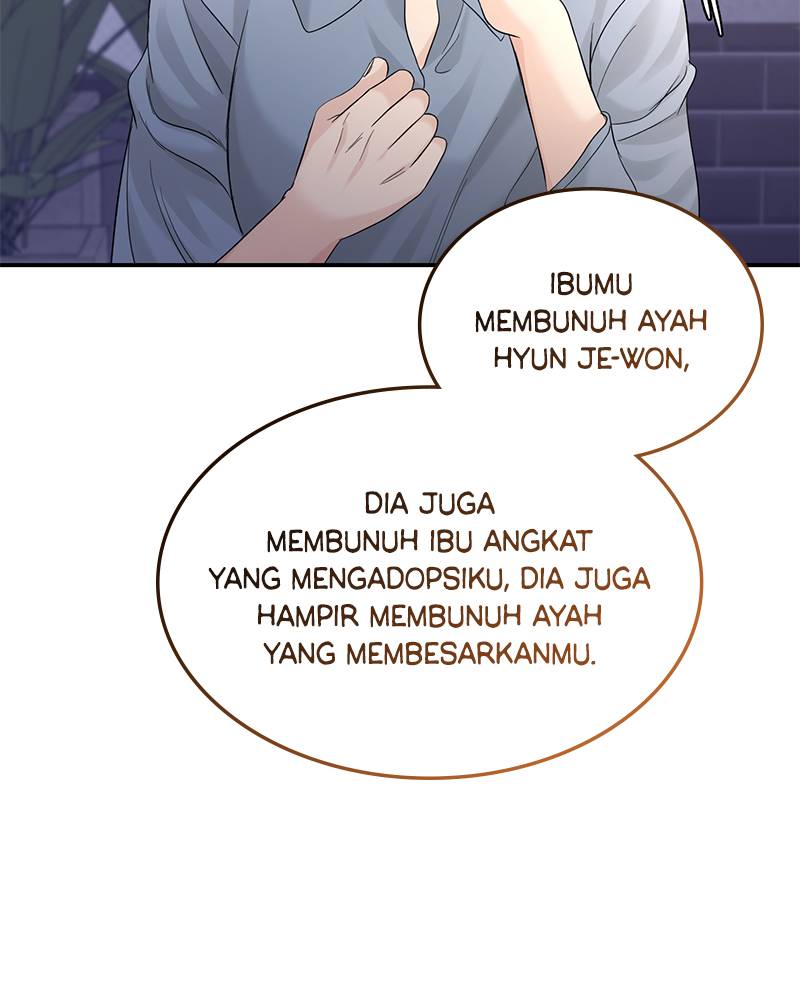 IBUMU
MEMBUNUH AYAH
HYUN JE-WON,
DIA JUGA
MEMBUNUH IBU ANGKAT
YANG MENGADOPSIKU, DIA JUGA
HAMPIR MEMBUNUH AYAH
YANG MEMBESARKANMU.